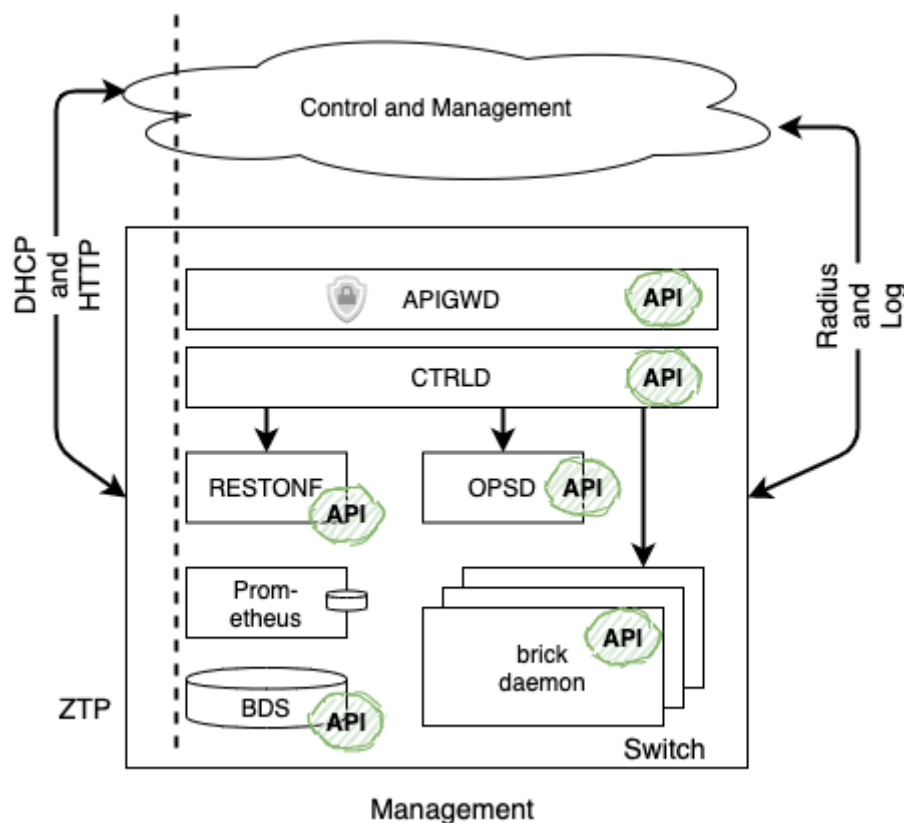 Control and Management
DHCP
and
HTTP
Radius
and
Log
APIGWD
API
CTRLD
API
RESTONF
API
OPSD
API
Prom-
etheus
brick
daemon
API
BDS
API
ZTP
Switch
Management